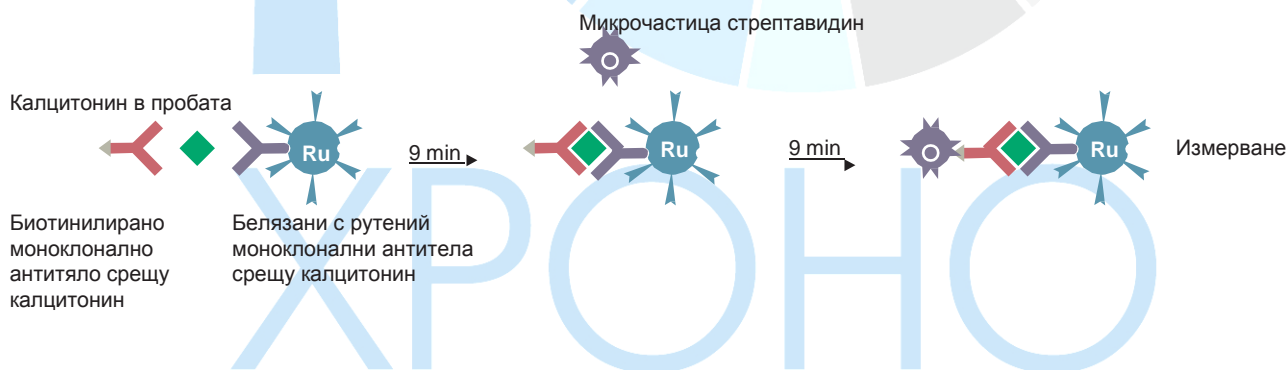 Микрочастица стрептавидин
Калцитонин в пробата
Ru
9 min
Ru
9 min
Ru
Измерване
Биотинилирано
моноклонално
антитяло срещу
калцитонин
Белязани с рутений
моноклонални антитела
срещу калцитонин
ХРОНО